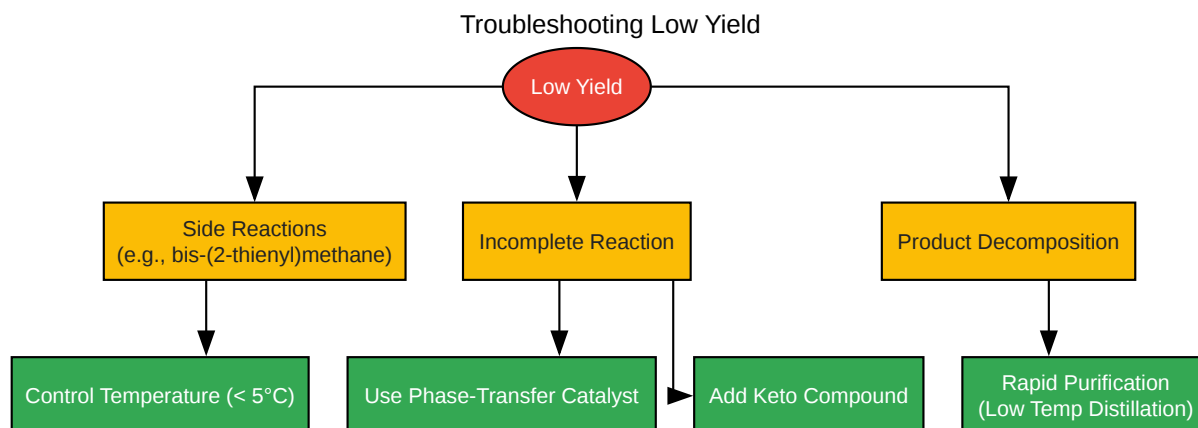 Troubleshooting Low Yield
Low Yield
Side Reactions
(e.g., bis-(2-thienyl)methane)
Incomplete Reaction
Product Decomposition
Control Temperature (< 5°C)
Use Phase-Transfer Catalyst
Add Keto Compound
Rapid Purification
(Low Temp Distillation)